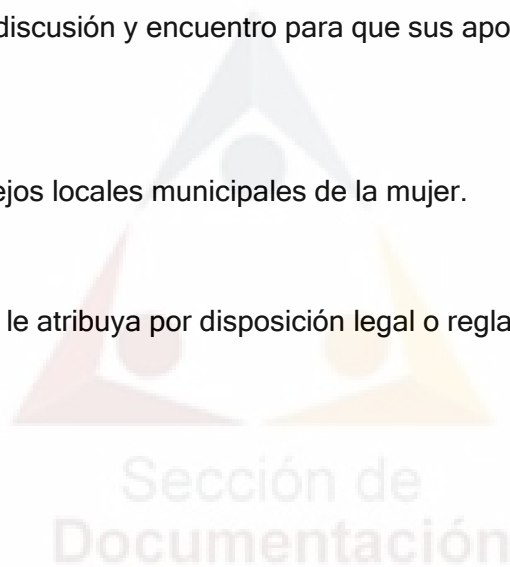 discusión y encuentro para que sus apo
ejos locales municipales de la mujer.
le atribuya por disposición legal o regla
Sección de
Documentación